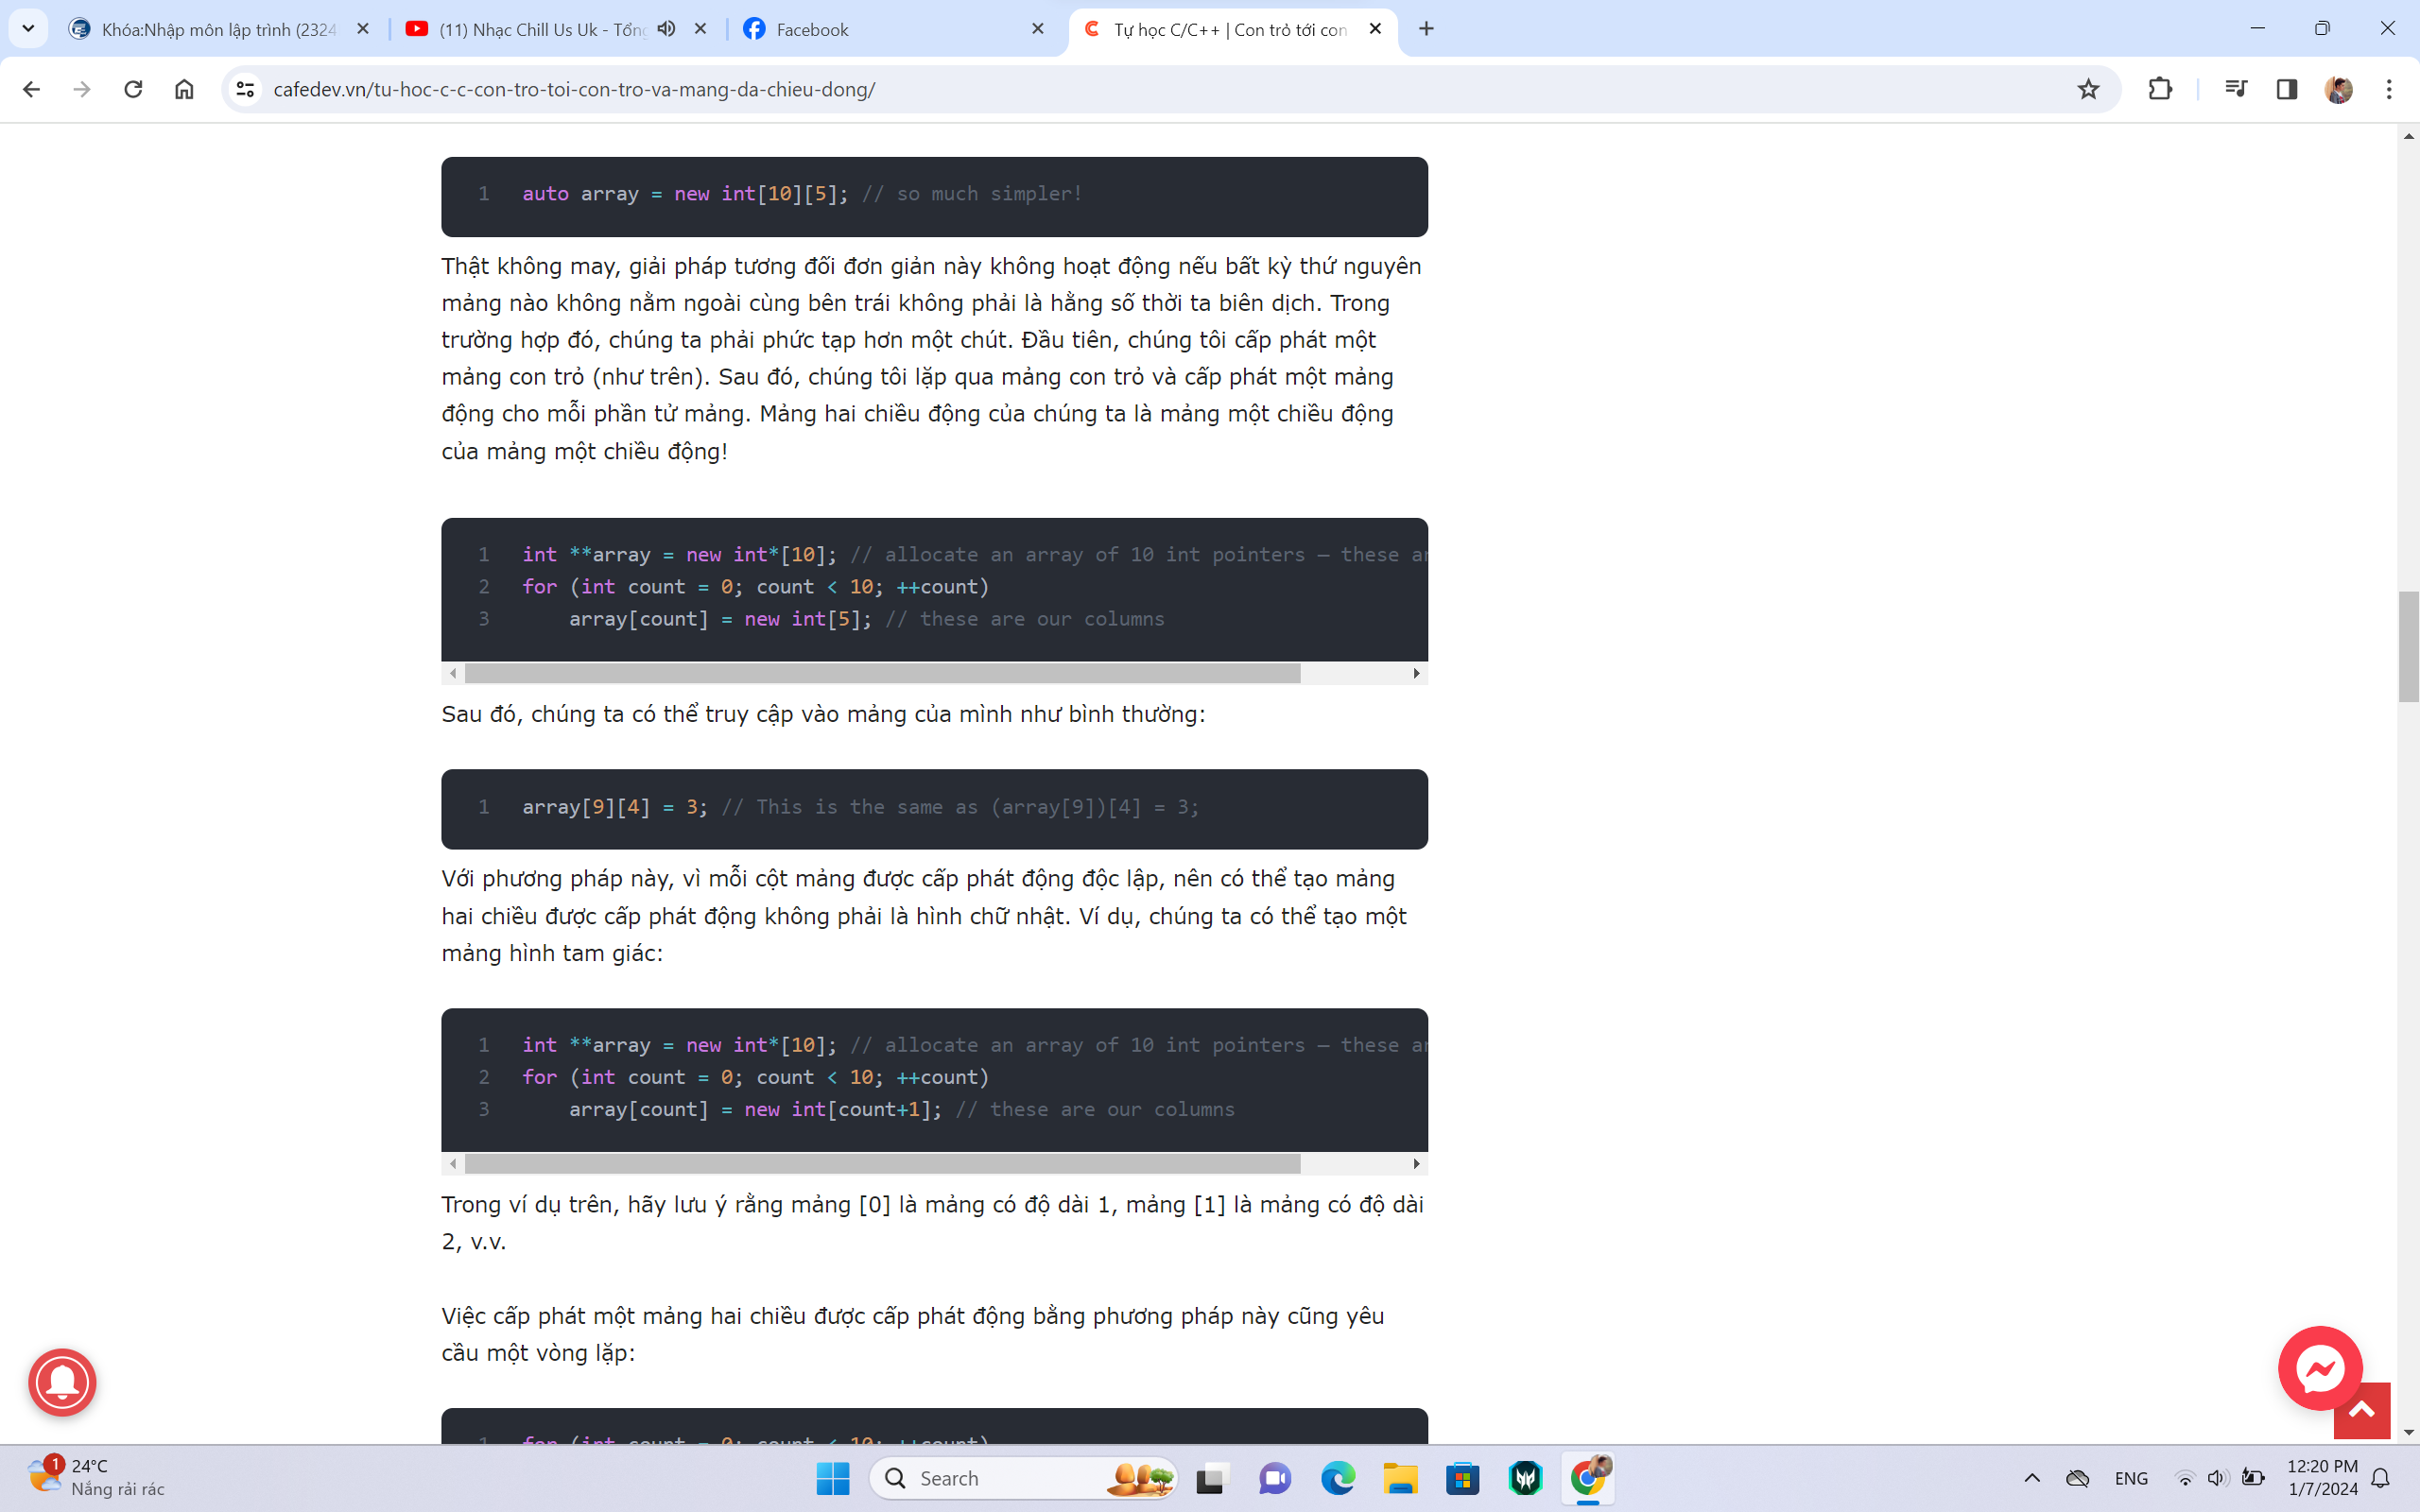 Khóa:Nhập môn lập trình (2324
(11) Nhạc Chill Us Uk - Tổng
Facebook
Tự học C/C++ | Con trỏ tới con
cafedev.vn/tu-hoc-c-c-con-tro-toi-con-tro-va-mang-da-chieu-dong/
1 auto array = new int[10][5]; // so much simpler!
Thật không may, giải pháp tương đối đơn giản này không hoạt động nếu bất kỳ thứ nguyên
mảng nào không nằm ngoài cùng bên trái không phải là hằng số thời ta biên dịch. Trong
trường hợp đó, chúng ta phải phức tạp hơn một chút. Đầu tiên, chúng tôi cấp phát một
mảng con trỏ (như trên). Sau đó, chúng tôi lặp qua mảng con trỏ và cấp phát một mảng
động cho mỗi phần tử mảng. Mảng hai chiều động của chúng ta là mảng một chiều động
của mảng một chiều động!
1 int **array = new int*[10]; // allocate an array of 10 int pointers — these ar
2 for (int count = 0; count < 10; ++count)
3 array[count] = new int[5]; // these are our columns
Sau đó, chúng ta có thể truy cập vào mảng của mình như bình thường:
1 array[9][4] = 3; // This is the same as (array[9])[4] = 3;
Với phương pháp này, vì mỗi cột mảng được cấp phát động độc lập, nên có thể tạo mảng
hai chiều được cấp phát động không phải là hình chữ nhật. Ví dụ, chúng ta có thể tạo một
mảng hình tam giác:
1 int **array = new int*[10]; // allocate an array of 10 int pointers — these ar
2 for (int count = 0; count < 10; ++count)
3 array[count] = new int[count+1]; // these are our columns
Trong ví dụ trên, hãy lưu ý rằng mảng [0] là mảng có độ dài 1, mảng [1] là mảng có độ dài
2, v.v.
Việc cấp phát một mảng hai chiều được cấp phát động bằng phương pháp này cũng yêu
cầu một vòng lặp:
1 for (int count = 0; count < 10; ++count)
1
24°C
Nắng rải rác
Search
ENG
12:20 PM
1/7/2024